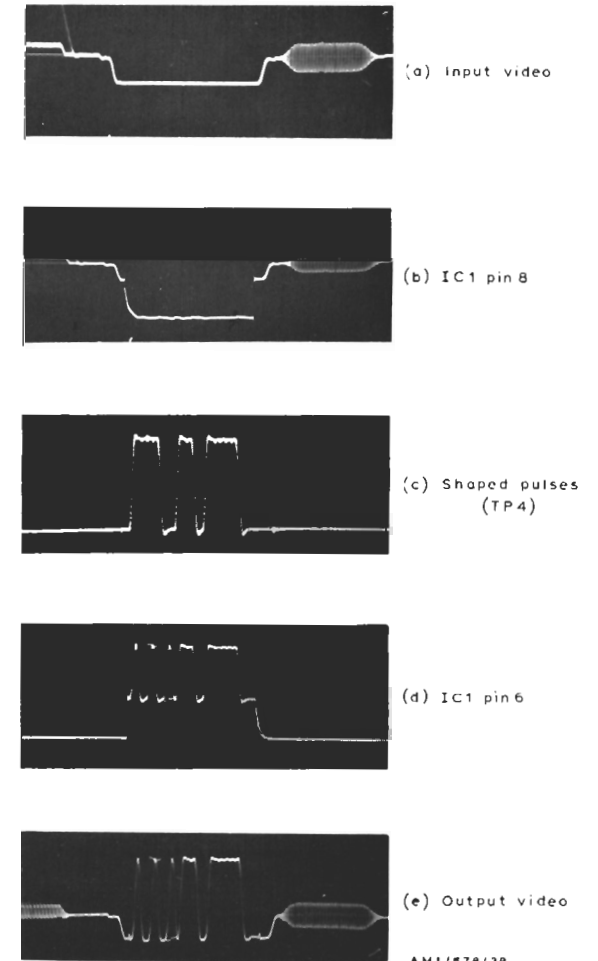 (a) Input video
(b) IC1 pin 8
(c) Shaped pulses
(TP4)
(d) IC1 pin 6
(e) Output video